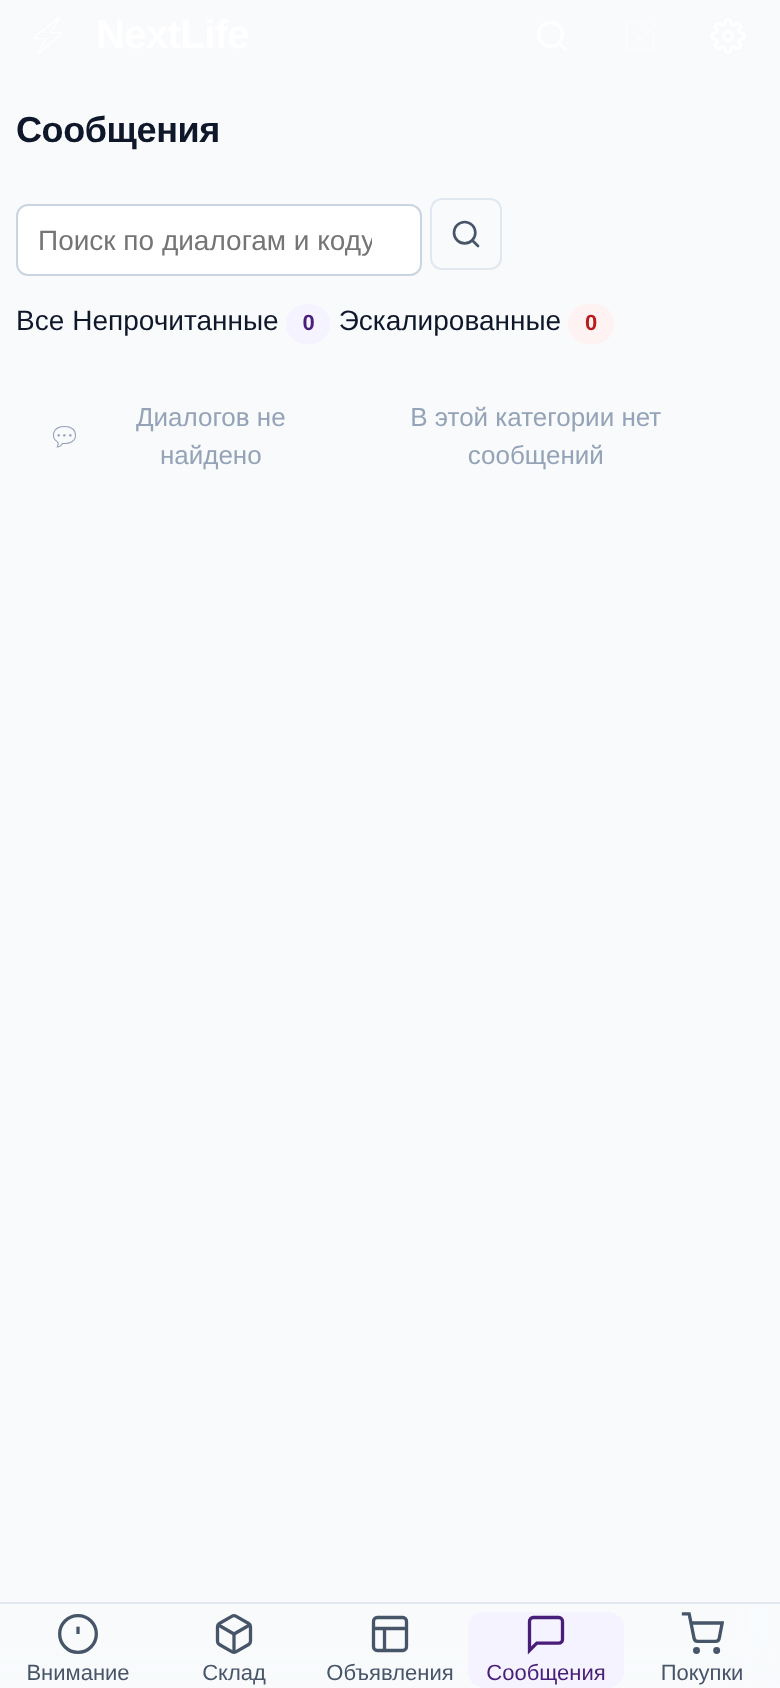 NextLife
Сообщения
Поиск по диалогам и коду
Все Непрочитанные 0 Эскалированные 0
Диалогов не
найдено
В этой категории нет
сообщений
Внимание
Склад
Объявления
Сообщения
Покупки